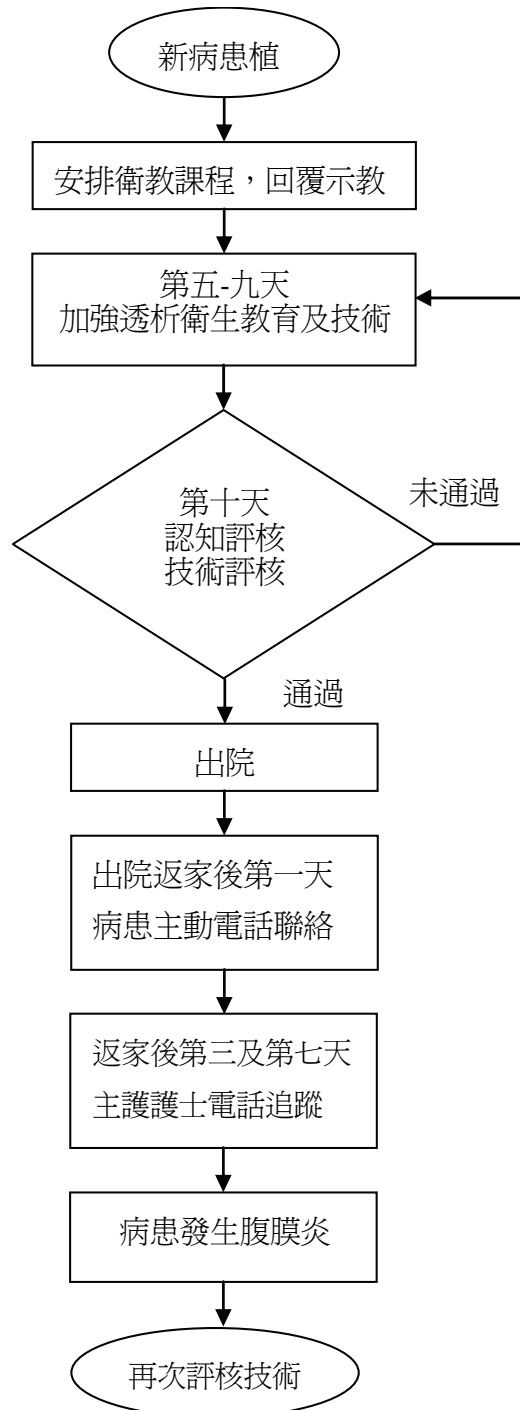 新病患植
安排衛教課程，回覆示教
第五-九天
加強透析衛生教育及技術
第十天
認知評核
技術評核
未通過
通過
出院
出院返家後第一天
病患主動電話聯絡
返家後第三及第七天
主護護士電話追蹤
病患發生腹膜炎
再次評核技術